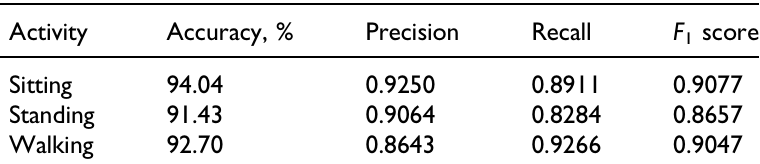 Activity Accuracy, % Precision Recall F1 score
Sitting 94.04 0.9250 0.8911 0.9077
Standing 91.43 0.9064 0.8284 0.8657
Walking 92.70 0.8643 0.9266 0.9047